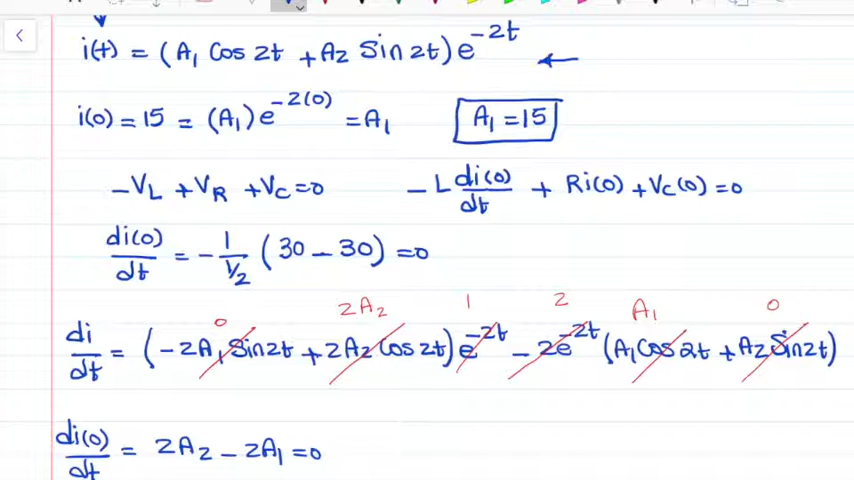 i(t) = (A₁ Cos 2t + A₂ Sin 2t) e^{-2t} ←
i(0) = 15 = (A₁) e^{-2(0)} = A₁   A₁ = 15
-V_L + V_R + V_C = 0   - L di(0)/dt + Ri(0) + V_C(0) = 0
di(0)/dt = - 1/½ (30 - 30) = 0
0   2A₂   1   2   A₁   0
di/dt = (-2A₁ Sin2t + 2A₂ Cos 2t) e^{-2t} - 2e^{-2t} (A₁ Cos 2t + A₂ Sin 2t)
di(0)/dt = 2A₂ - 2A₁ = 0